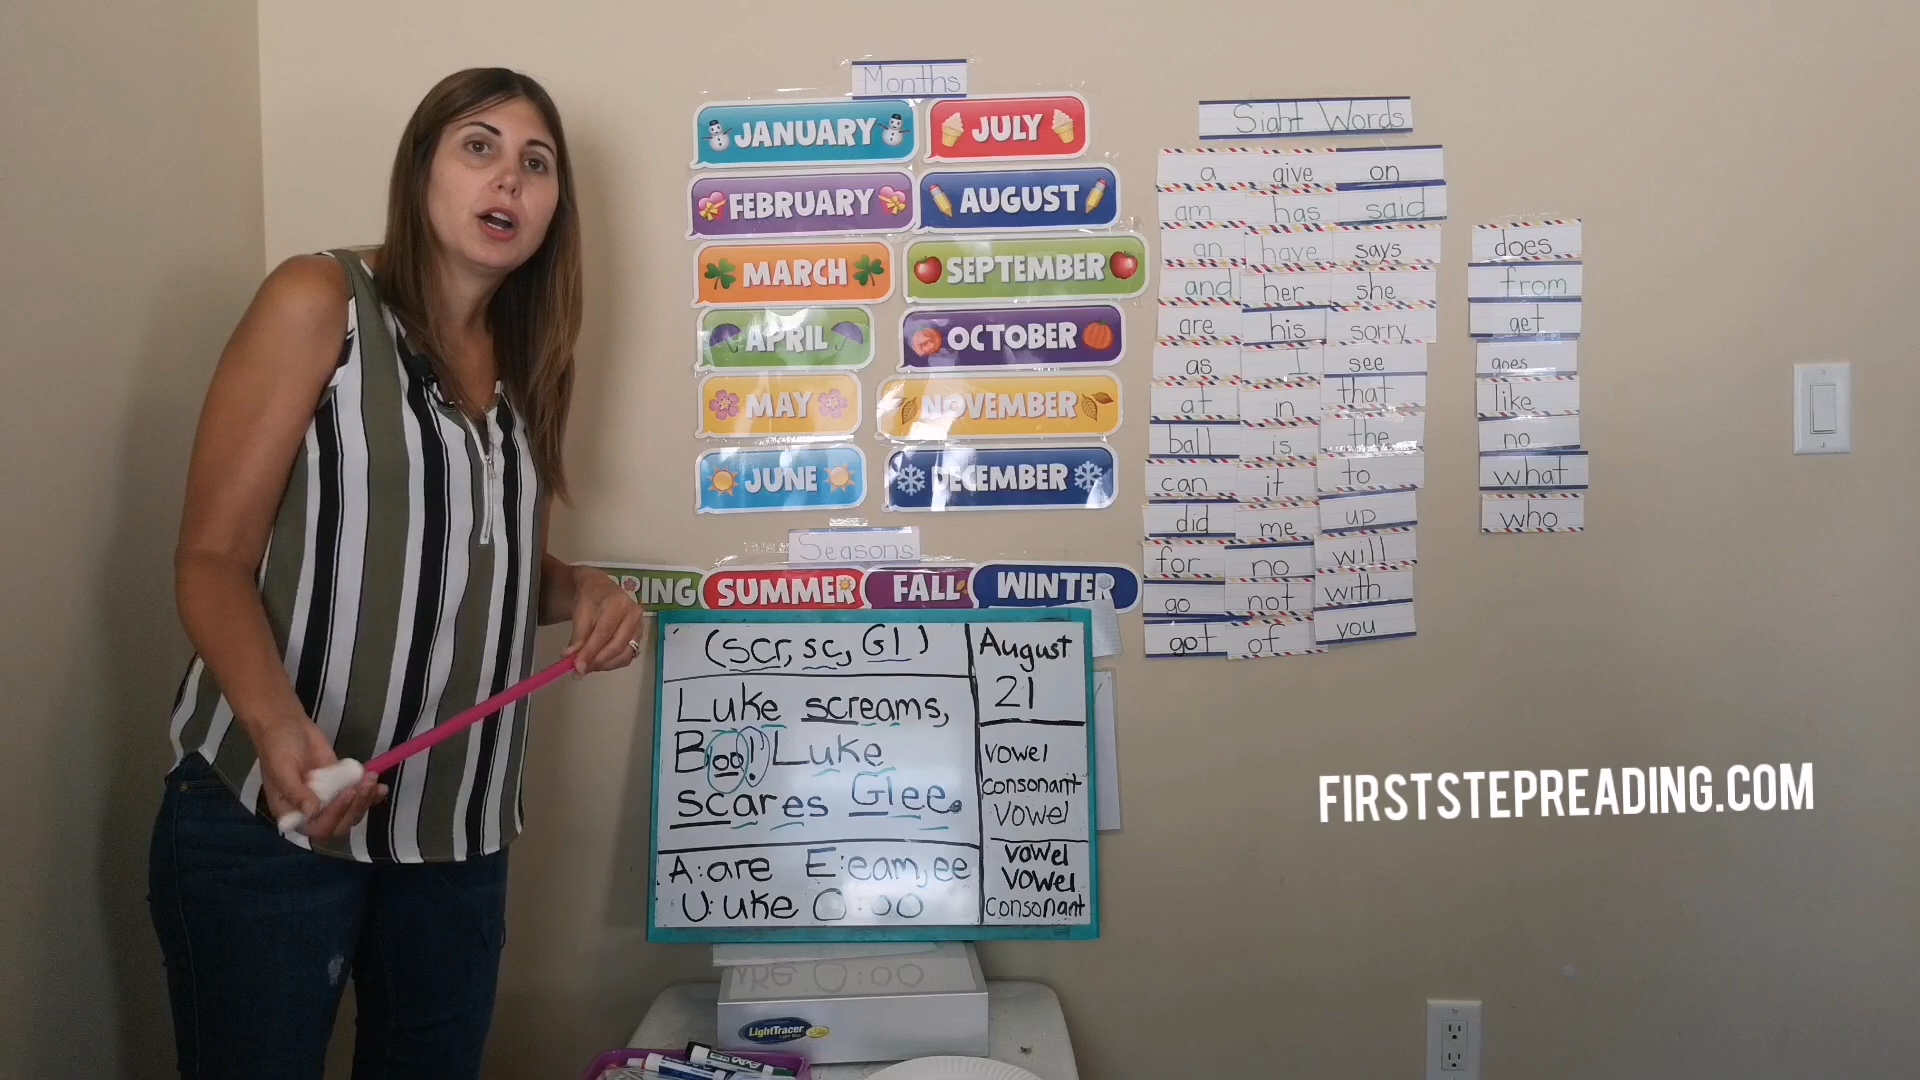 Months
JANUARY
FEBRUARY
MARCH
APRIL
MAY
JUNE
JULY
AUGUST
SEPTEMBER
OCTOBER
NOVEMBER
DECEMBER
Seasons
RING SUMMER FALL WINTER
(scr, sc, Gl)
Luke screams,
Boo! Luke
scares Glee.
A: are E: eam, ee
U: uke O: oo
August
21
vowel
consonant
vowel
vowel
vowel
consonant
Sight Words
a give on
am has said
an have says
and her she
are his sorry
as I see
at in that
ball is the
can it to
did me up
for no will
go not with
got of you
does
from
get
goes
like
no
what
who
FIRSTSTEPREADING.COM
uke O:oo
LightTracer